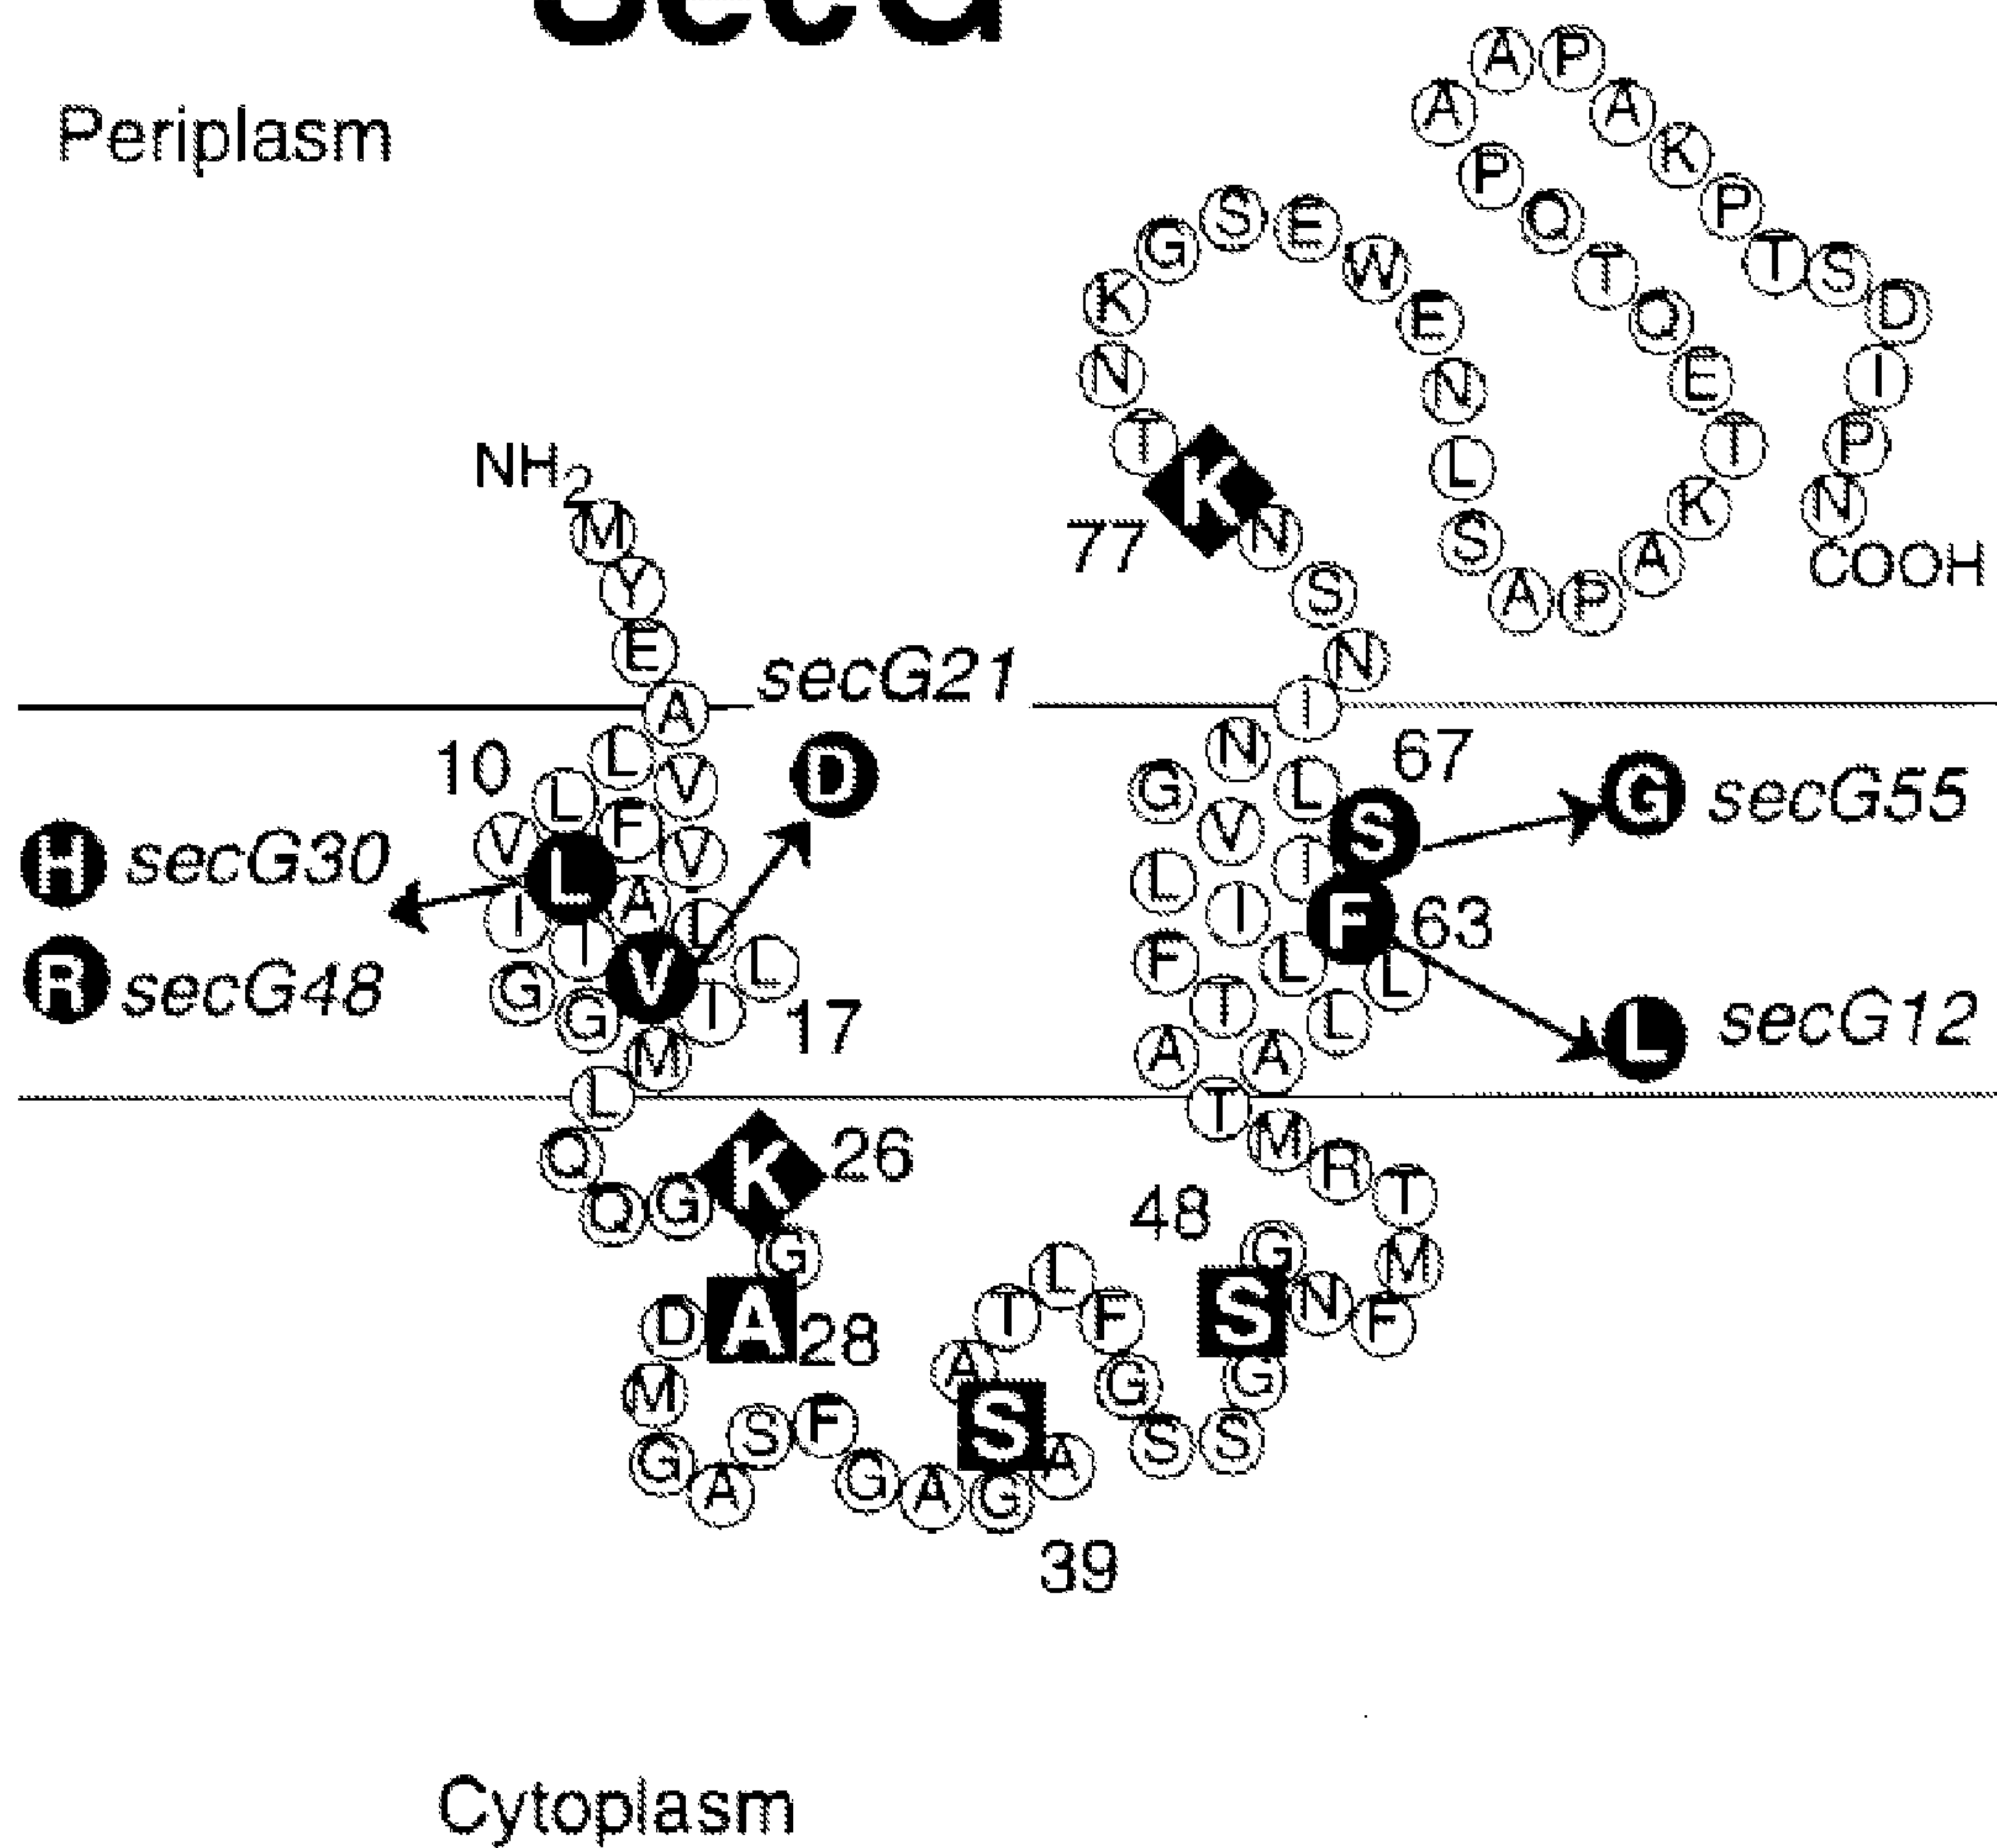 SecG
Periplasm
A P
A A
P K
Q P
T T S
Q D
E I
T P
K N
COOH
S E
G W
K E
N N
T L
K S
77 N A P A
S
N
NH2
M
Y
E
A
secG21
D
10
L V
L F V
V L A L
I I V L
G G M I
17
H secG30
R secG48
I
N L
67
G V I S
G secG55
L I F
63
F L L
T L
A A
L secG12
L
Q
Q G K 26
G
D A 28
M
G A S F G A G
S A
39
A T L F G S S G
S
48
G N F M T R M T
Cytoplasm